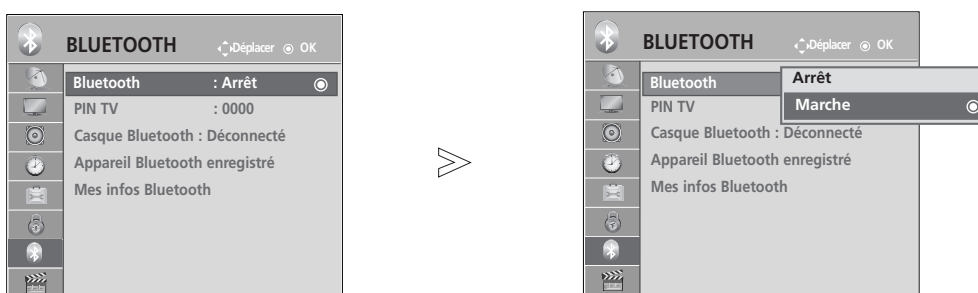 BLUETOOTH Déplacer OK
Bluetooth : Arrêt
PIN TV : 0000
Casque Bluetooth : Déconnecté
Appareil Bluetooth enregistré
Mes infos Bluetooth
BLUETOOTH Déplacer OK
Bluetooth
Arrêt
Marche
PIN TV
Casque Bluetooth : Déconnecté
Appareil Bluetooth enregistré
Mes infos Bluetooth